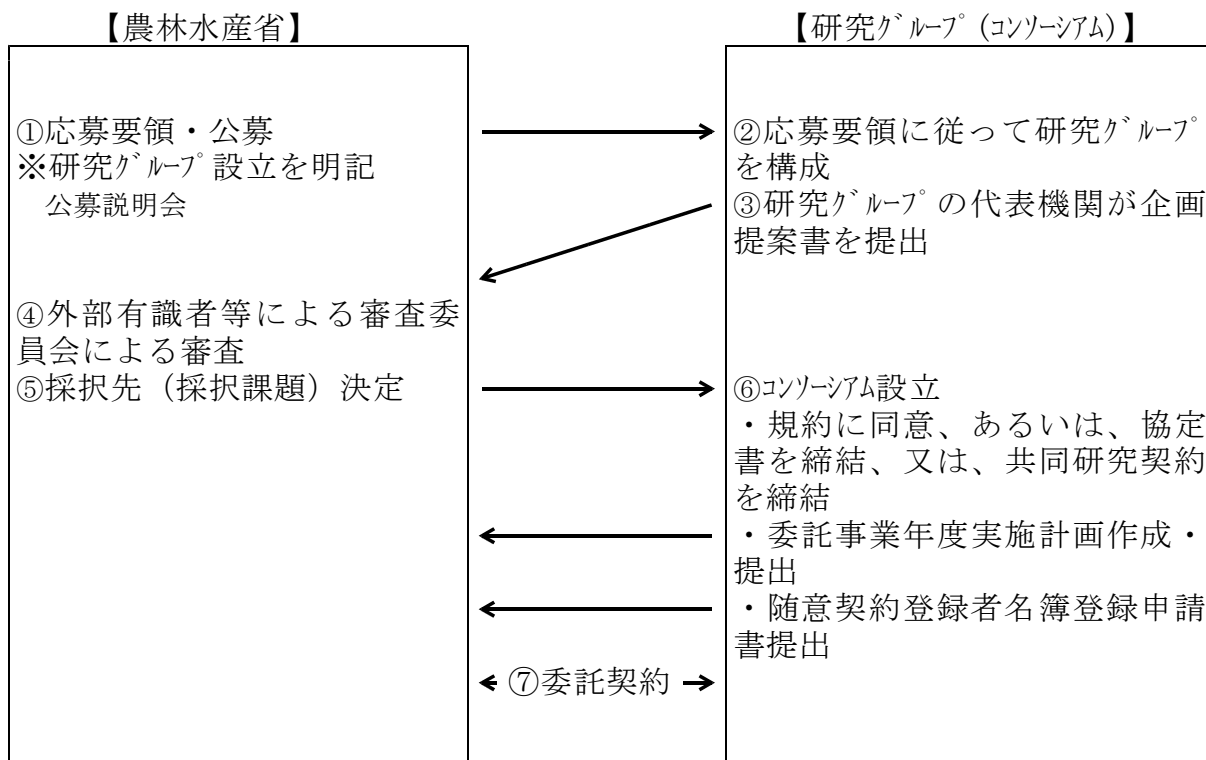 【農林水産省】
①応募要領・公募
※研究グループ設立を明記
公募説明会
④外部有識者等による審査委
員会による審査
⑤採択先（採択課題）決定
【研究グループ(コンソーシアム)】
②応募要領に従って研究グループ
を構成
③研究グループの代表機関が企画
提案書を提出
⑥コンソーシアム設立
・規約に同意、あるいは、協定
書を締結、又は、共同研究契約
を締結
・委託事業年度実施計画作成・
提出
・随意契約登録者名簿登録申請
書提出
⑦委託契約